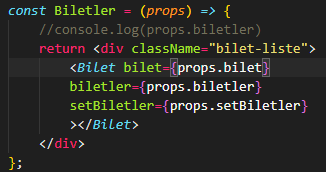 const Biletler = (props) => {
//console.log(props.biletler)
return <div className="bilet-liste">
<Bilet bilet={props.bilet}
biletler={props.biletler}
setBiletler={props.setBiletler}
></Bilet>
</div>
};